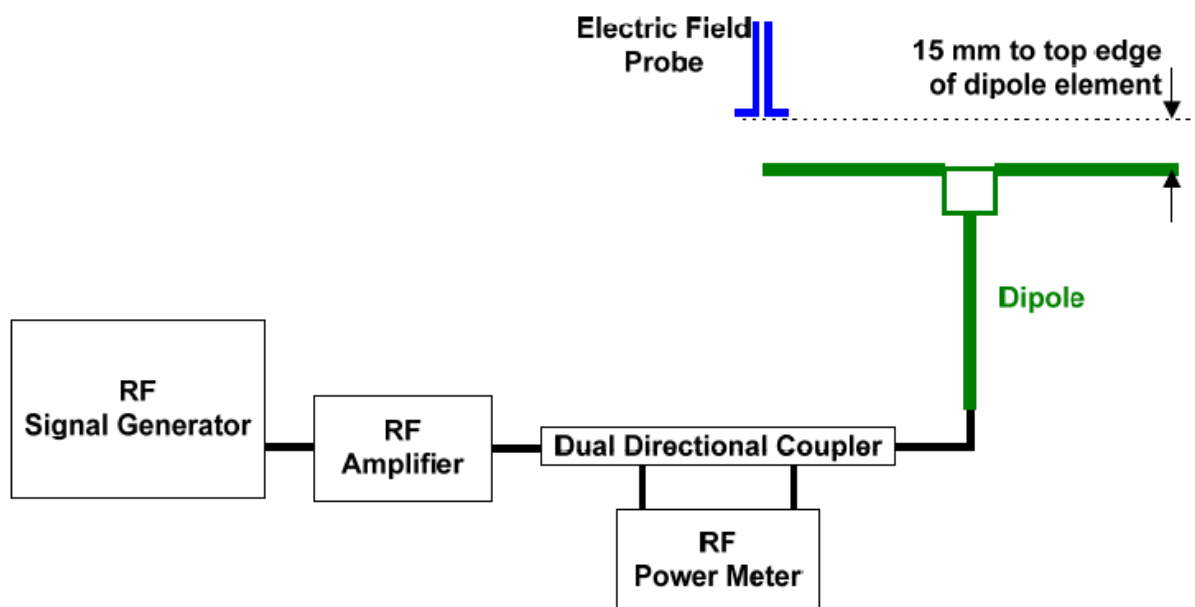 Electric Field
Probe
15 mm to top edge
of dipole element
Dipole
RF
Signal Generator
RF
Amplifier
Dual Directional Coupler
RF
Power Meter